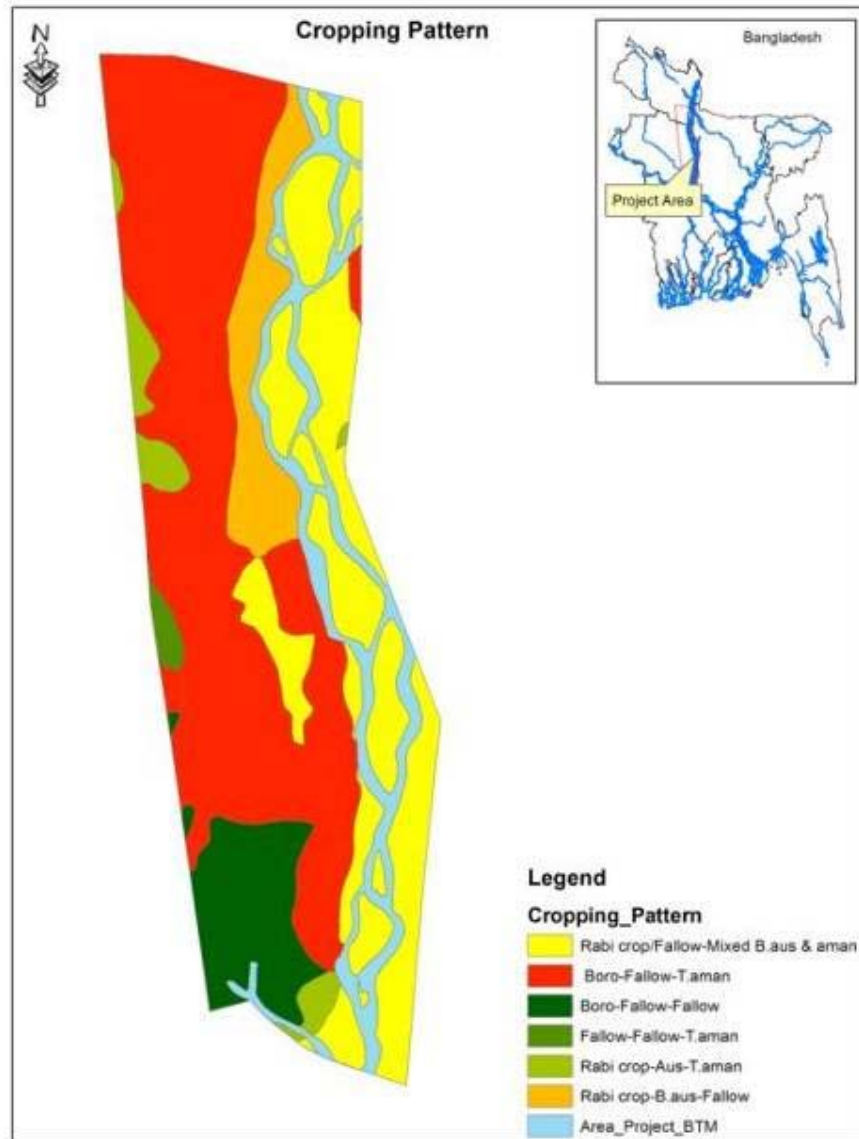 Cropping Pattern
N
Bangladesh
Project Area
Legend
Cropping_Pattern
Rabi crop/Fallow-Mixed B.aus & aman
Boro-Fallow-T.aman
Boro-Fallow-Fallow
Fallow-Fallow-T.aman
Rabi crop-Aus-T.aman
Rabi crop-B.aus-Fallow
Area_Project_BTM